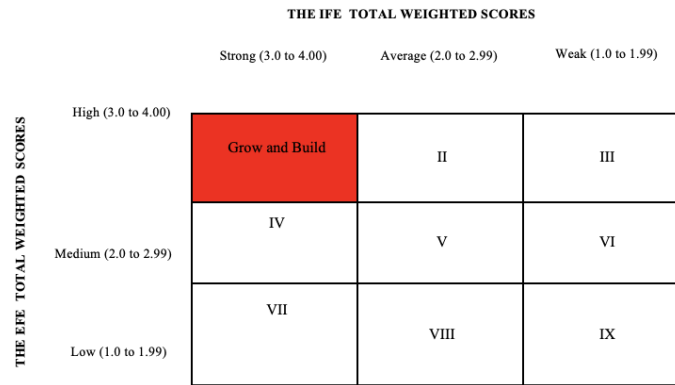 THE IFE TOTAL WEIGHTED SCORES
Strong (3.0 to 4.00) Average (2.0 to 2.99) Weak (1.0 to 1.99)
THE EFE TOTAL WEIGHTED SCORES
High (3.0 to 4.00)
Grow and Build II III
IV V VI
Medium (2.0 to 2.99)
VII VIII IX
Low (1.0 to 1.99)